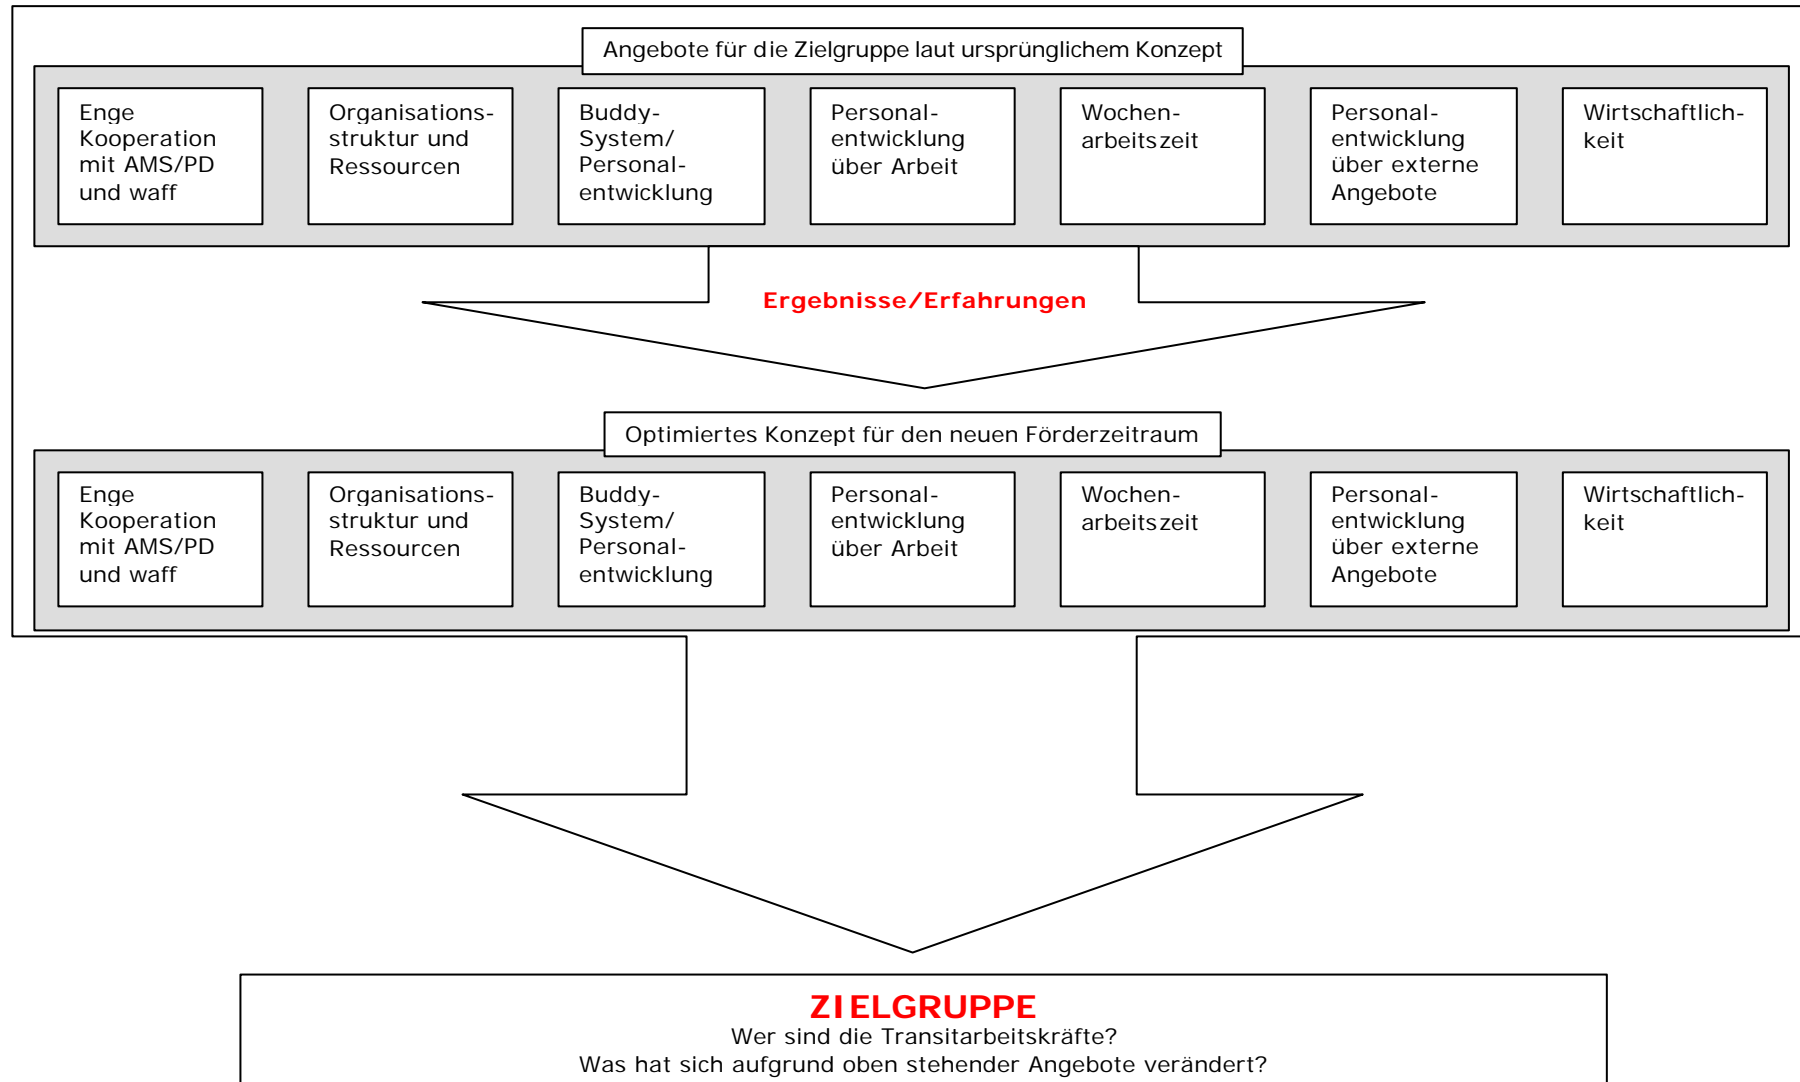 Angebote für die Zielgruppe laut ursprünglichem Konzept
Enge
Kooperation
mit AMS/PD
und waff
Organisations-
struktur und
Ressourcen
Buddy-
System/
Personal-
entwicklung
Personal-
entwicklung
über Arbeit
Wochen-
arbeitszeit
Personal-
entwicklung
über externe
Angebote
Wirtschaftlich-
keit
Ergebnisse/Erfahrungen
Optimiertes Konzept für den neuen Förderzeitraum
Enge
Kooperation
mit AMS/PD
und waff
Organisations-
struktur und
Ressourcen
Buddy-
System/
Personal-
entwicklung
Personal-
entwicklung
über Arbeit
Wochen-
arbeitszeit
Personal-
entwicklung
über externe
Angebote
Wirtschaftlich-
keit
ZIELGRUPPE
Wer sind die Transitarbeitskräfte?
Was hat sich aufgrund oben stehender Angebote verändert?